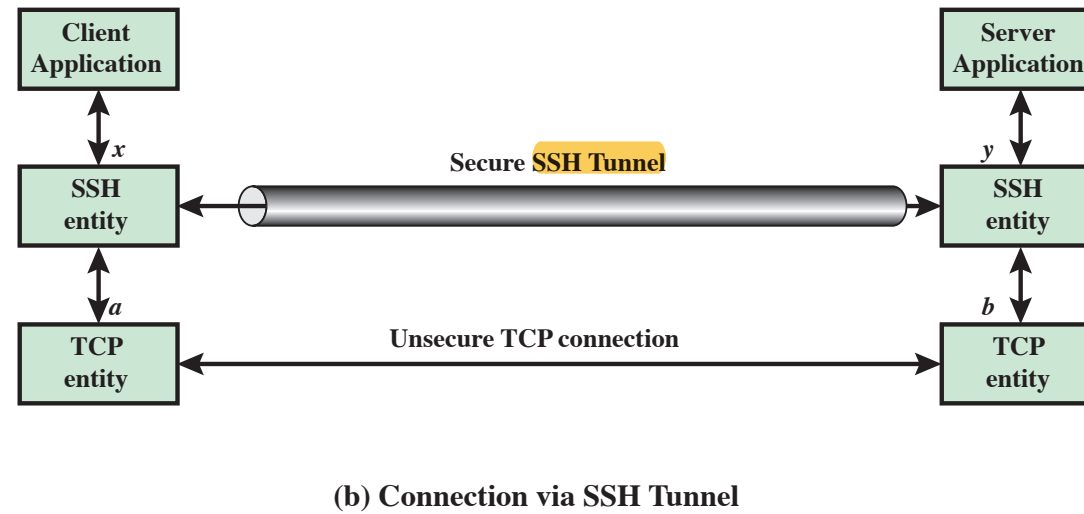 Client
Application
Server
Application
x
y
Secure SSH Tunnel
SSH
entity
SSH
entity
a
b
Unsecure TCP connection
TCP
entity
TCP
entity
(b) Connection via SSH Tunnel